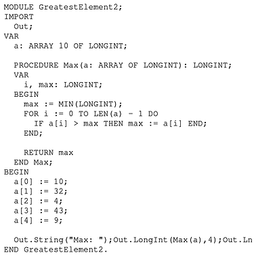 MODULE GreatestElement2;
IMPORT
  Out;
VAR
  a: ARRAY 10 OF LONGINT;

  PROCEDURE Max(a: ARRAY OF LONGINT): LONGINT;
  VAR
    i, max: LONGINT;
  BEGIN
    max := MIN(LONGINT);
    FOR i := 0 TO LEN(a) - 1 DO
      IF a[i] > max THEN max := a[i] END;
    END;

    RETURN max
  END Max;
BEGIN
  a[0] := 10;
  a[1] := 32;
  a[2] := 4;
  a[3] := 43;
  a[4] := 9;

  Out.String("Max: ");Out.LongInt(Max(a),4);Out.Ln
END GreatestElement2.